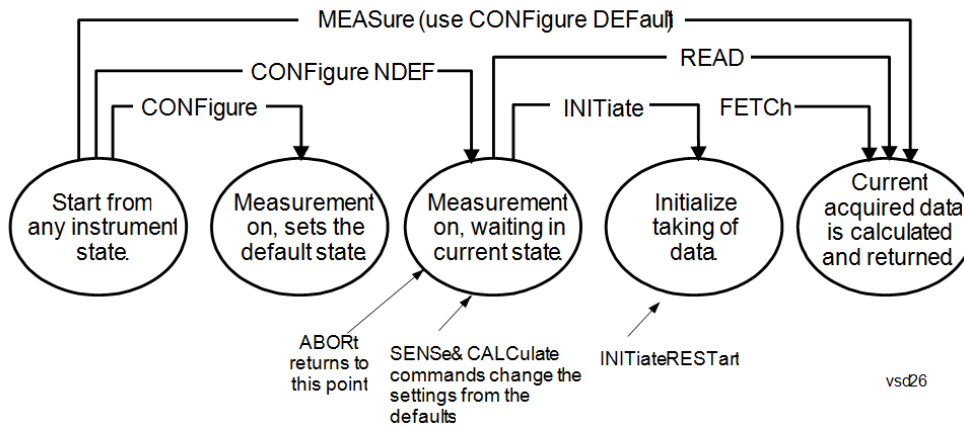 MEASure (use CONFigure DEFault)
CONFigure NDEF
READ
CONFigure
INITiate
FETCh
Start from
any instrument
state.
Measurement
on, sets the
default state.
Measurement
on, waiting in
current state.
Initialize
taking of
data.
Current
acquired data
is calculated
and returned.
ABORt
returns to
this point
SENSe& CALCulate
commands change the
settings from the
defaults
INITiateRESTart
vsd26